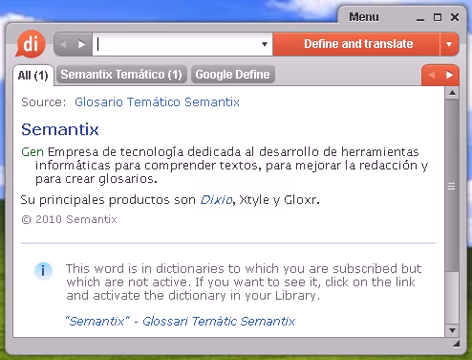 Menu
di
Define and translate
All (1)
Semantix Temático (1)
Google Define
Source: Glosario Temático Semantix
Semantix
Gen Empresa de tecnología dedicada al desarrollo de herramientas
informáticas para comprender textos, para mejorar la redacción y
para crear glosarios.
Su principales productos son Dixio, Xtyle y Gloxr.
© 2010 Semantix
i
This word is in dictionaries to which you are subscribed but
which are not active. If you want to see it, click on the link
and activate the dictionary in your Library.
"Semantix" - Glossari Temàtic Semantix